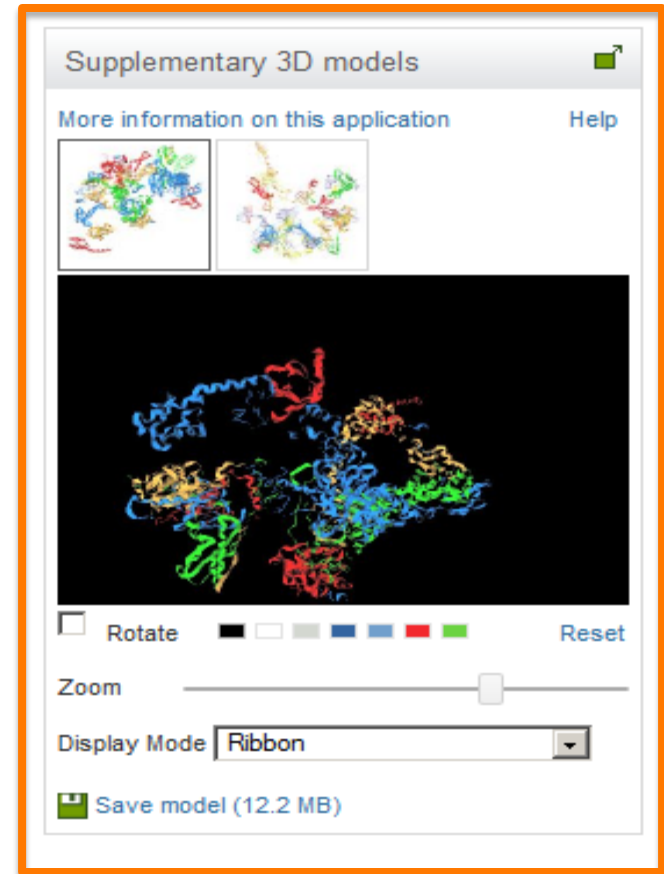 Supplementary 3D models
More information on this application Help
Rotate Reset
Zoom
Display Mode Ribbon
Save model (12.2 MB)